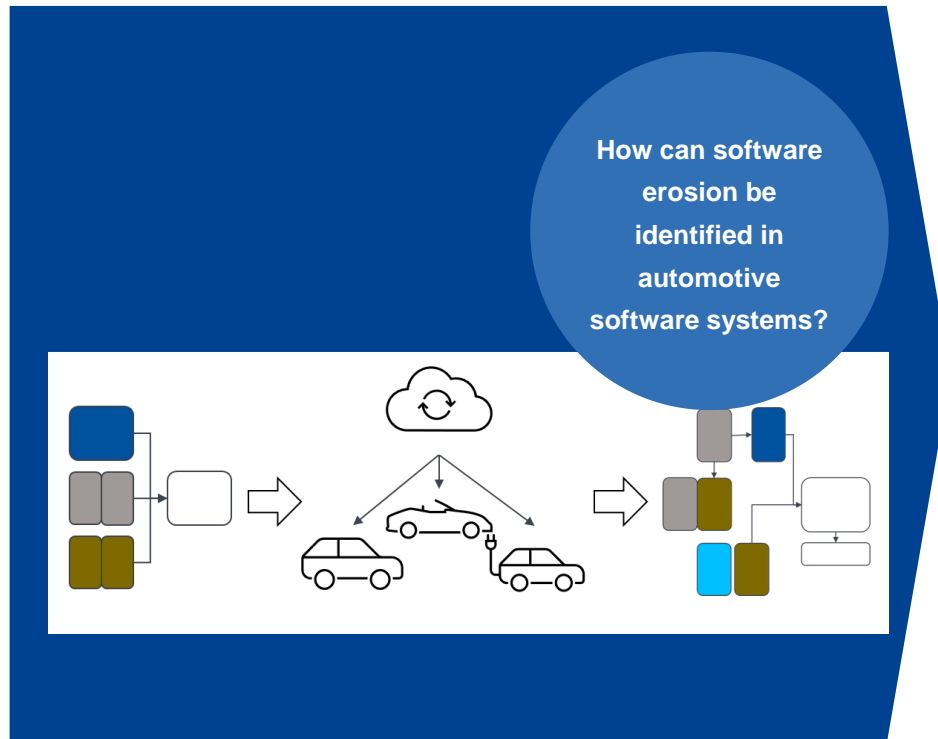 How can software
erosion be
identified in
automotive
software systems?